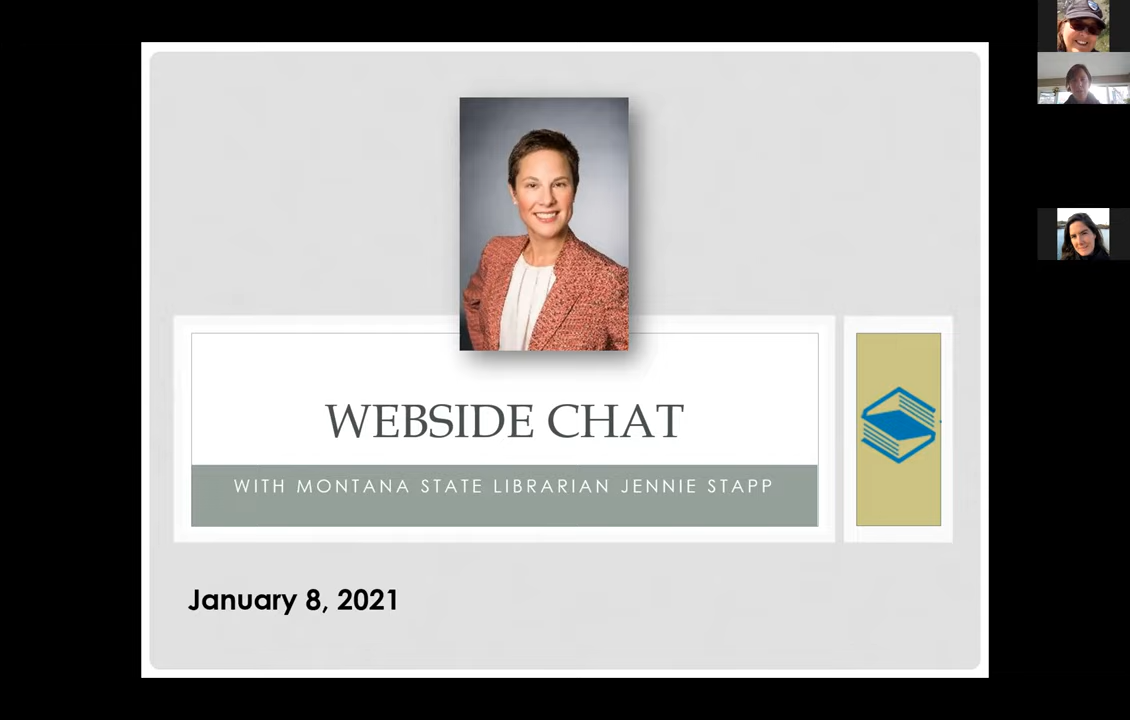 WEBSIDE CHAT
WITH MONTANA STATE LIBRARIAN JENNIE STAPP
January 8, 2021